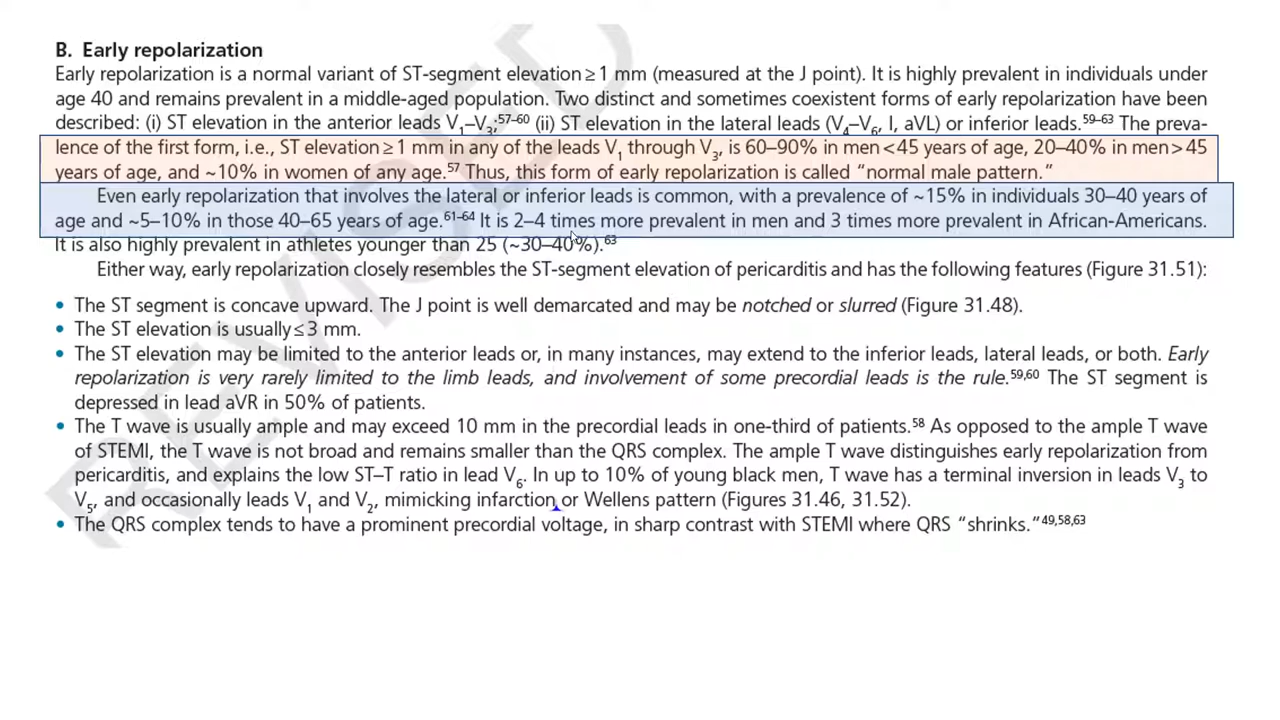 B. Early repolarization
Early repolarization is a normal variant of ST-segment elevation ≥ 1 mm (measured at the J point). It is highly prevalent in individuals under
age 40 and remains prevalent in a middle-aged population. Two distinct and sometimes coexistent forms of early repolarization have been
described: (i) ST elevation in the anterior leads V1–V3;57–60 (ii) ST elevation in the lateral leads (V4–V6, I, aVL) or inferior leads.59–63 The preva-
lence of the first form, i.e., ST elevation ≥ 1 mm in any of the leads V1 through V3, is 60–90% in men < 45 years of age, 20–40% in men > 45
years of age, and ~10% in women of any age.57 Thus, this form of early repolarization is called “normal male pattern.”
Even early repolarization that involves the lateral or inferior leads is common, with a prevalence of ~15% in individuals 30–40 years of
age and ~5–10% in those 40–65 years of age.61–64 It is 2–4 times more prevalent in men and 3 times more prevalent in African-Americans.
It is also highly prevalent in athletes younger than 25 (~30–40%).63
Either way, early repolarization closely resembles the ST-segment elevation of pericarditis and has the following features (Figure 31.51):
• The ST segment is concave upward. The J point is well demarcated and may be notched or slurred (Figure 31.48).
• The ST elevation is usually ≤ 3 mm.
• The ST elevation may be limited to the anterior leads or, in many instances, may extend to the inferior leads, lateral leads, or both. Early
repolarization is very rarely limited to the limb leads, and involvement of some precordial leads is the rule.59,60 The ST segment is
depressed in lead aVR in 50% of patients.
• The T wave is usually ample and may exceed 10 mm in the precordial leads in one-third of patients.58 As opposed to the ample T wave
of STEMI, the T wave is not broad and remains smaller than the QRS complex. The ample T wave distinguishes early repolarization from
pericarditis, and explains the low ST–T ratio in lead V6. In up to 10% of young black men, T wave has a terminal inversion in leads V3 to
V5, and occasionally leads V1 and V2, mimicking infarction or Wellens pattern (Figures 31.46, 31.52).
• The QRS complex tends to have a prominent precordial voltage, in sharp contrast with STEMI where QRS “shrinks.”49,58,63
REVISED